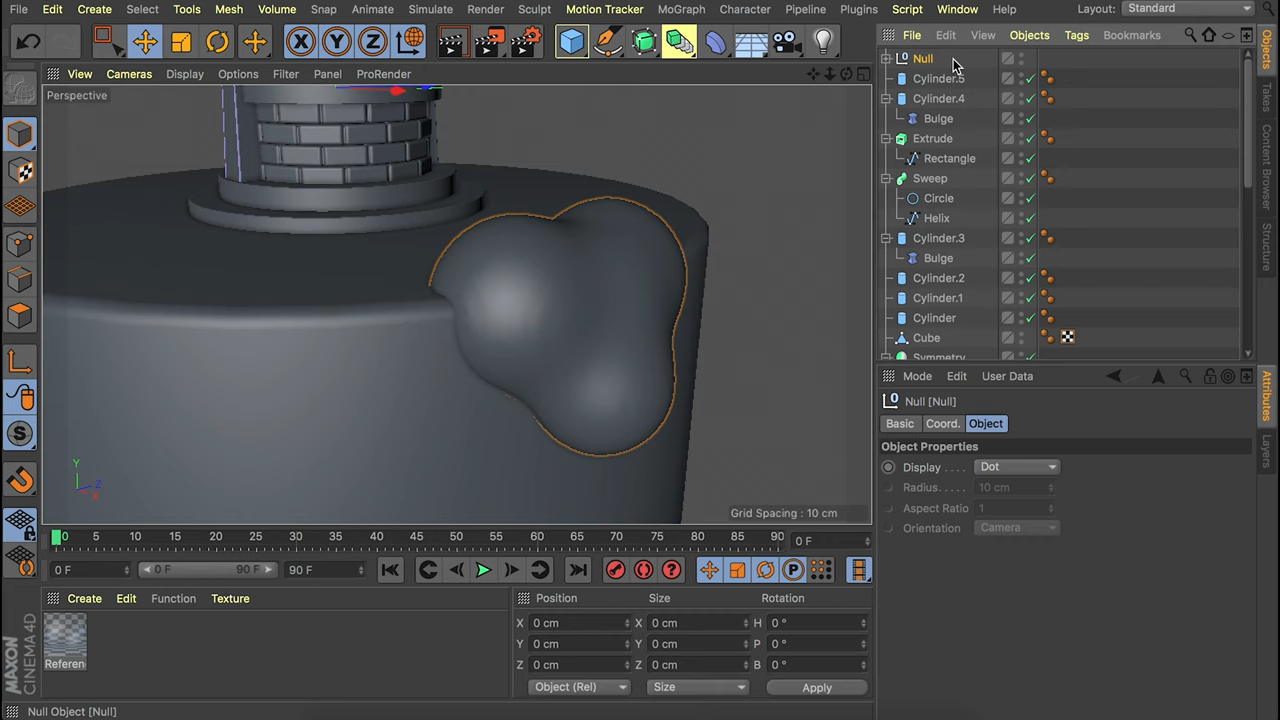 File Edit Create Select Tools Mesh Volume Snap Animate Simulate Render Sculpt Motion Tracker MoGraph Character Pipeline Plugins Script Window Help Layout: Standard
X Y Z
File Edit View Objects Tags Bookmarks
View Cameras Display Options Filter Panel ProRender
Perspective
Null
Cylinder.5
Cylinder.4
Bulge
Extrude
Rectangle
Sweep
Circle
Helix
Cylinder.3
Bulge
Cylinder.2
Cylinder.1
Cylinder
Cube
Symmetry
Objects
Takes
Content Browser
Structure
Mode Edit User Data
Null [Null]
Basic Coord. Object
Object Properties
Display . . . . Dot
Radius. . . . . 10 cm
Aspect Ratio 1
Orientation Camera
Attributes
Layers
Y
Z
X
Grid Spacing : 10 cm
0 5 10 15 20 25 30 35 40 45 50 55 60 65 70 75 80 85 90 0 F
0 F 0 F 90 F 90 F P
Create Edit Function Texture
Referen
Position Size Rotation
X 0 cm X 0 cm H 0 °
Y 0 cm Y 0 cm P 0 °
Z 0 cm Z 0 cm B 0 °
Object (Rel) Size Apply
MAXON
CINEMA 4D
Null Object [Null]